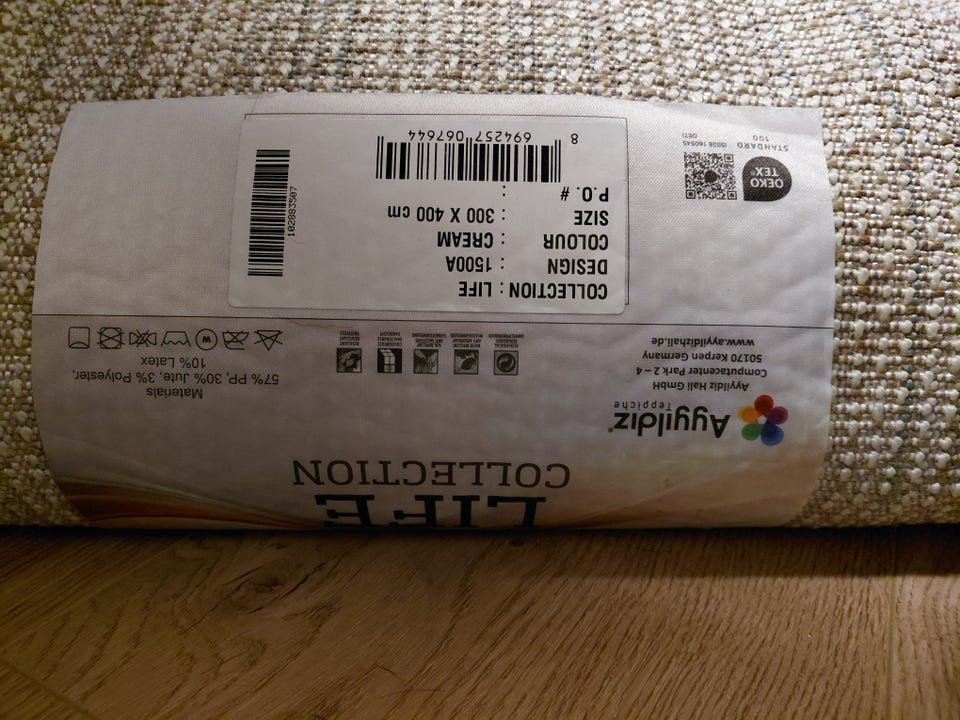 LIFE
COLLECTION
Ayyildiz®
Teppiche
Ayyildiz Hali GmbH
Computacenter Park 2 – 4
50170 Kerpen Germany
www.ayyildizhali.de
Materials
57% PP, 30% Jute, 3% Polyester,
10% Latex
W
COLLECTION : LIFE
DESIGN : 1500A
COLOUR : CREAM
SIZE : 300 X 400 cm
P.O. # :
8 694257 067644
102883507
OEKO
TEX®
STANDARD
100